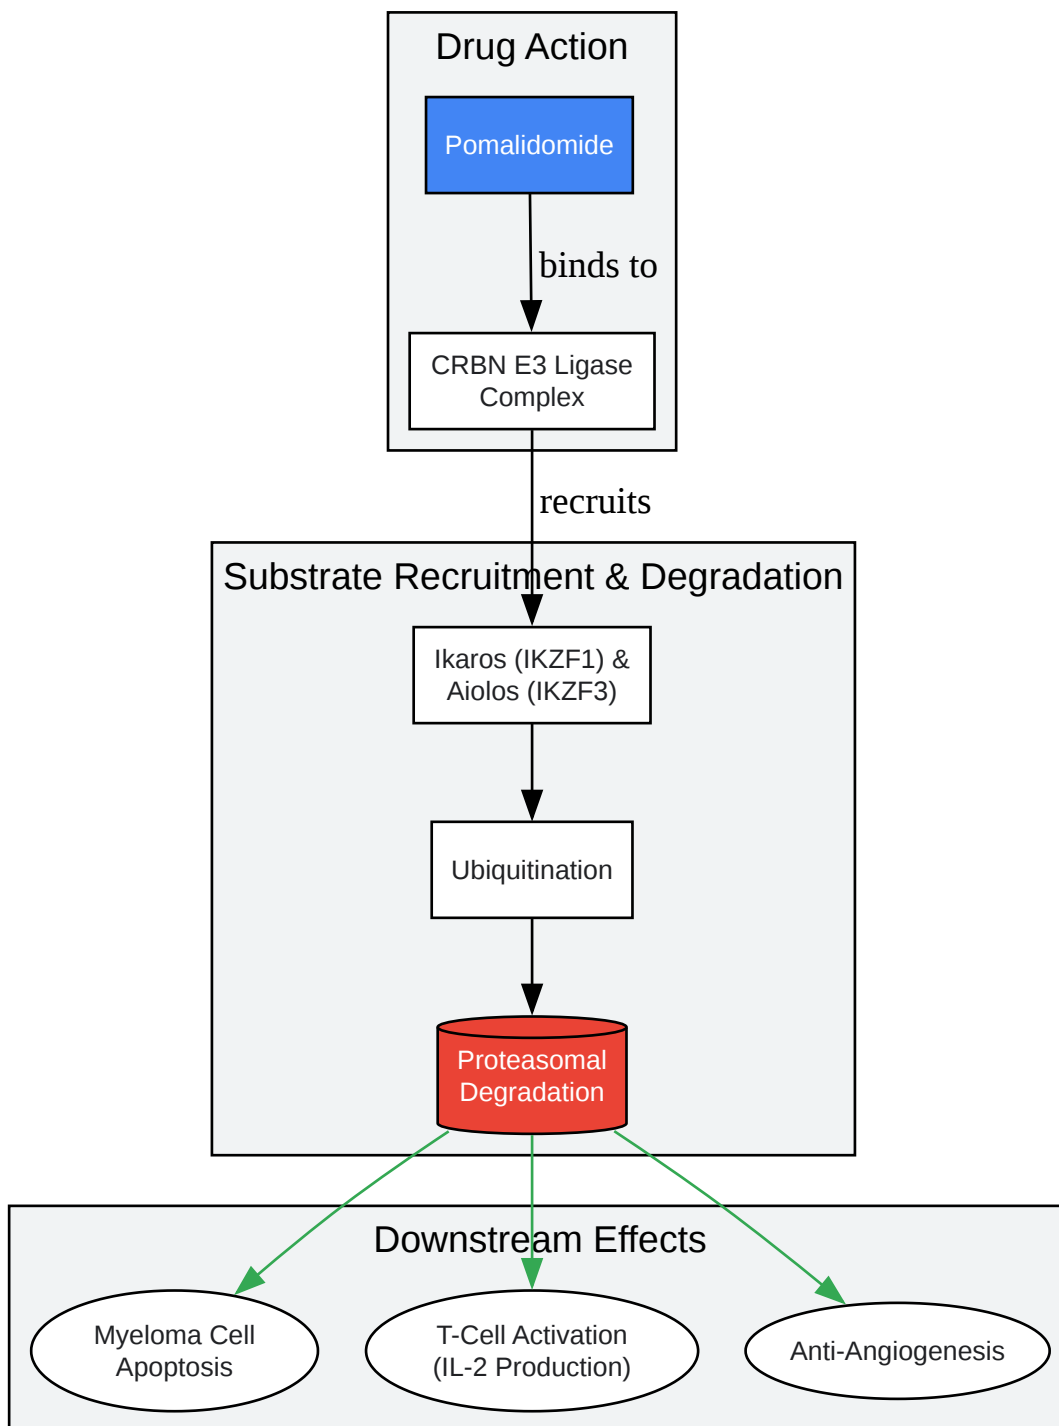 Drug Action
Pomalidomide
binds to
CRBN E3 Ligase
Complex
recruits
Substrate Recruitment & Degradation
Ikaros (IKZF1) &
Aiolos (IKZF3)
Ubiquitination
Proteasomal
Degradation
Downstream Effects
Myeloma Cell
Apoptosis
T-Cell Activation
(IL-2 Production)
Anti-Angiogenesis